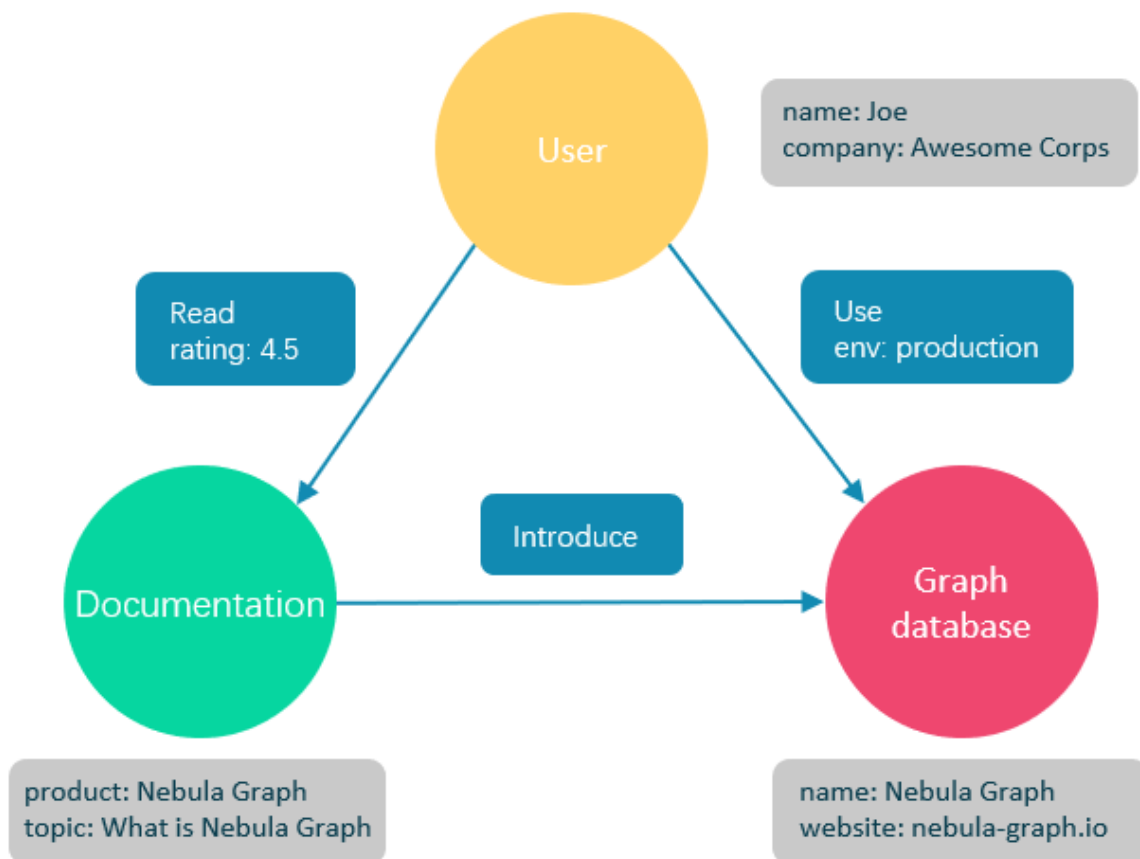 User
name: Joe
company: Awesome Corps
Read
rating: 4.5
Use
env: production
Introduce
Documentation
Graph
database
product: Nebula Graph
topic: What is Nebula Graph
name: Nebula Graph
website: nebula-graph.io